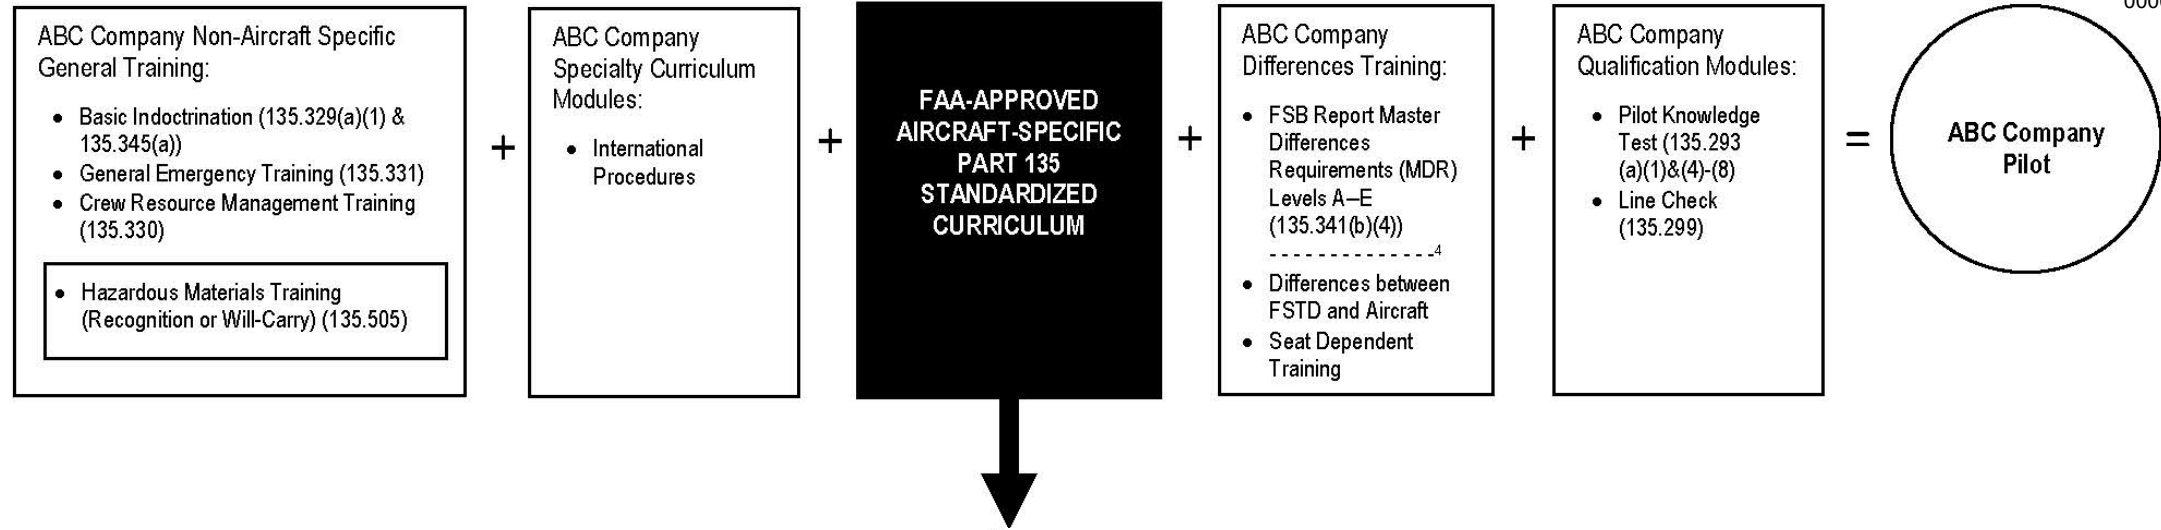 ABC Company Non-Aircraft Specific
General Training:
• Basic Indoctrination (135.329(a)(1) &
135.345(a))
• General Emergency Training (135.331)
• Crew Resource Management Training
(135.330)
• Hazardous Materials Training
(Recognition or Will-Carry) (135.505)
+
ABC Company
Specialty Curriculum
Modules:
• International
Procedures
+
FAA-APPROVED
AIRCRAFT-SPECIFIC
PART 135
STANDARDIZED
CURRICULUM
+
ABC Company
Differences Training:
• FSB Report Master
Differences
Requirements (MDR)
Levels A–E
(135.341(b)(4))
- - - - - - - - - - - - - -4
• Differences between
FSTD and Aircraft
• Seat Dependent
Training
+
ABC Company
Qualification Modules:
• Pilot Knowledge
Test (135.293
(a)(1)&(4)-(8)
• Line Check
(135.299)
=
ABC Company
Pilot